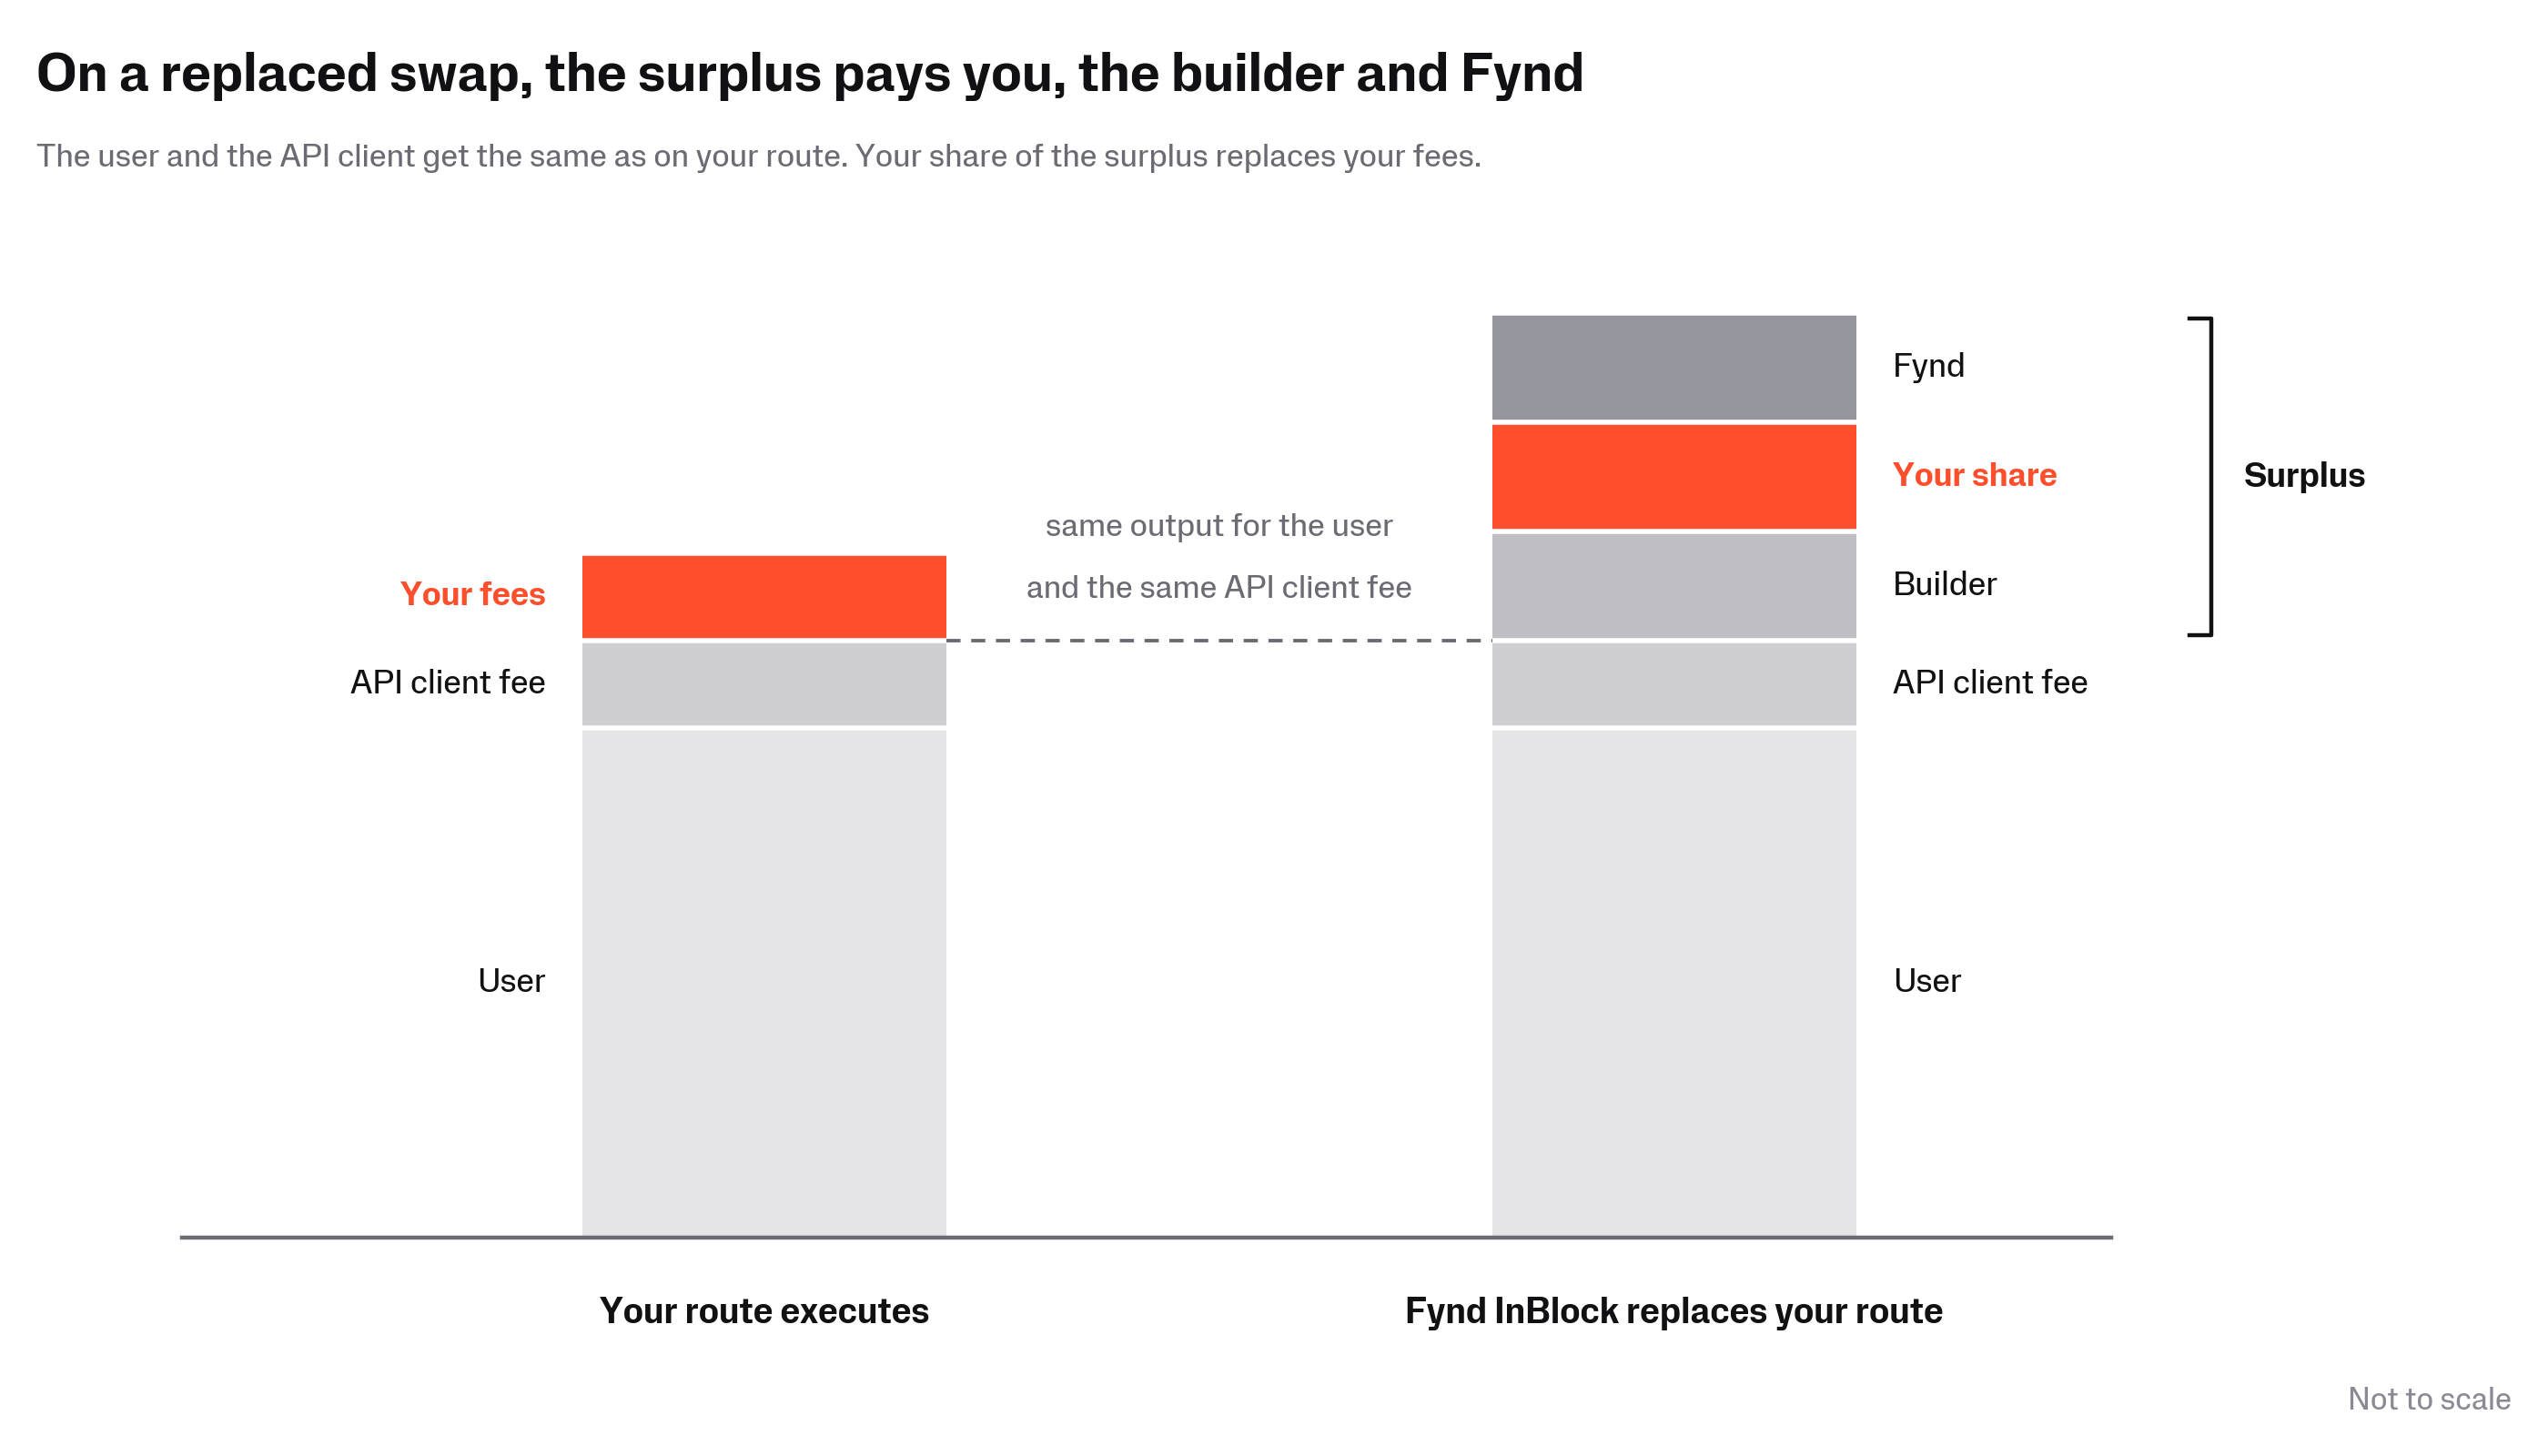 On a replaced swap, the surplus pays you, the builder and Fynd
The user and the API client get the same as on your route. Your share of the surplus replaces your fees.
Fynd
Your share
Surplus
same output for the user
Your fees
and the same API client fee
Builder
API client fee
API client fee
User
User
Your route executes
Fynd InBlock replaces your route
Not to scale